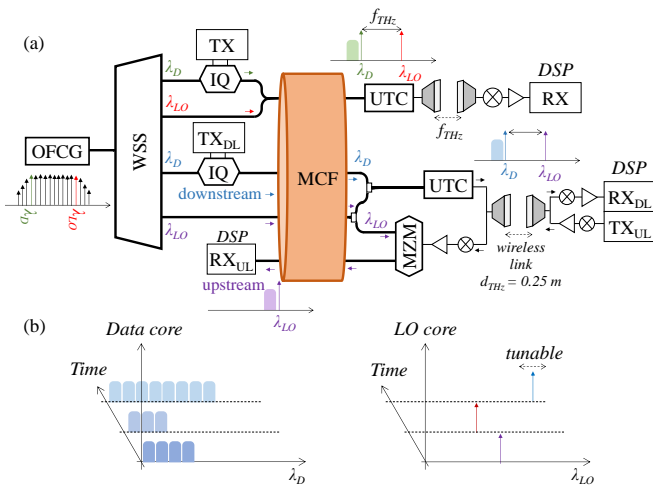 (a)
TX
f_THz
λ_D
IQ
λ_D
λ_LO
DSP
λ_LO
UTC
RX
f_THz
OFCG
WSS
TX_DL
λ_D
IQ
MCF
λ_D
λ_D
λ_LO
DSP
UTC
RX_DL
TX_UL
λ_D
λ_LO
downstream
λ_LO
λ_LO
DSP
RX_UL
MZM
wireless
link
d_THz = 0.25 m
upstream
λ_LO
(b)
Data core
LO core
Time
Time
tunable
λ_D
λ_LO